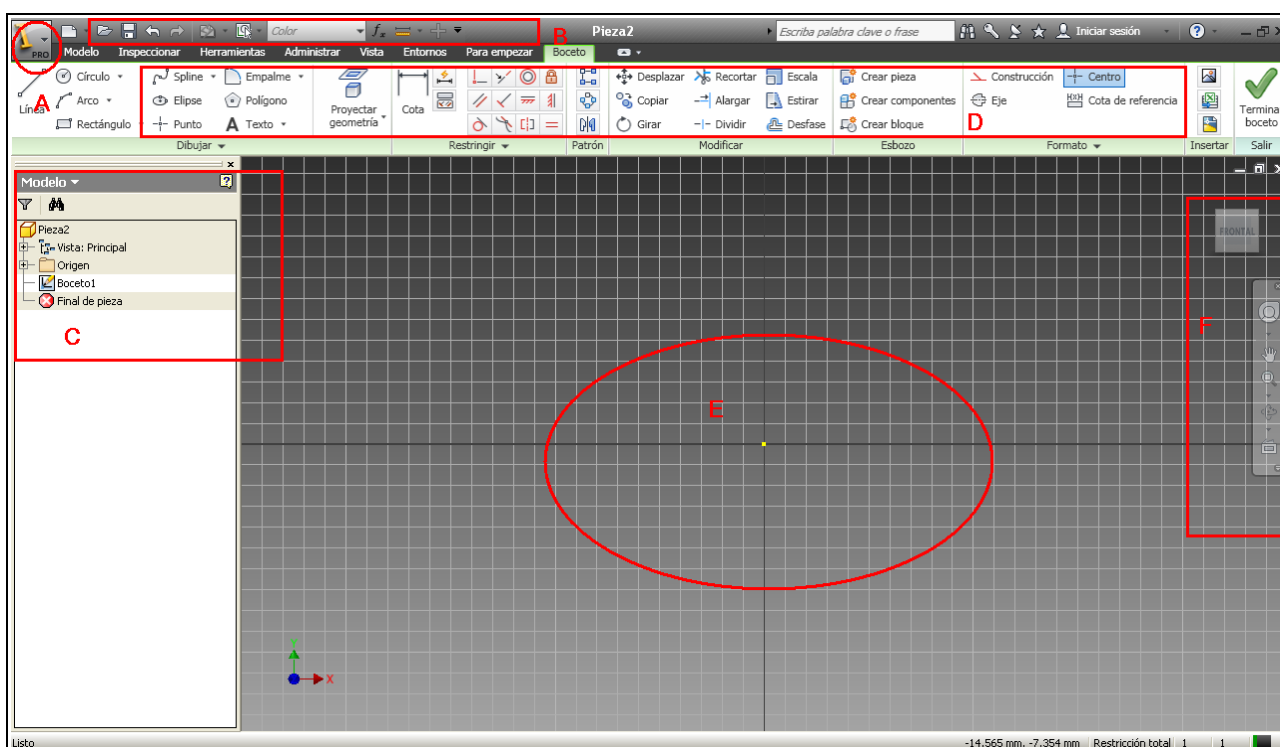 Color
fx
B
Pieza2
Escriba palabra clave o frase
Iniciar sesión
PRO
Modelo Inspeccionar Herramientas Administrar Vista Entornos Para empezar Boceto
Línea
A
Círculo
Arco
Rectángulo
Spline
Elipse
Punto
Empalme
Polígono
A Texto
Proyectar
geometría
Cota
Desplazar
Copiar
Girar
Recortar
Alargar
Dividir
Escala
Estirar
Desfase
Crear pieza
Crear componentes
Crear bloque
Construcción
Eje
D
Centro
Cota de referencia
Termina
boceto
Dibujar Restringir Patrón Modificar Esbozo Formato Insertar Salir
Modelo
Pieza2
Vista: Principal
Origen
Boceto1
Final de pieza
C
E
FRONTAL
F
Y
X
Listo
-14.565 mm, -7.354 mm Restricción total 1 1